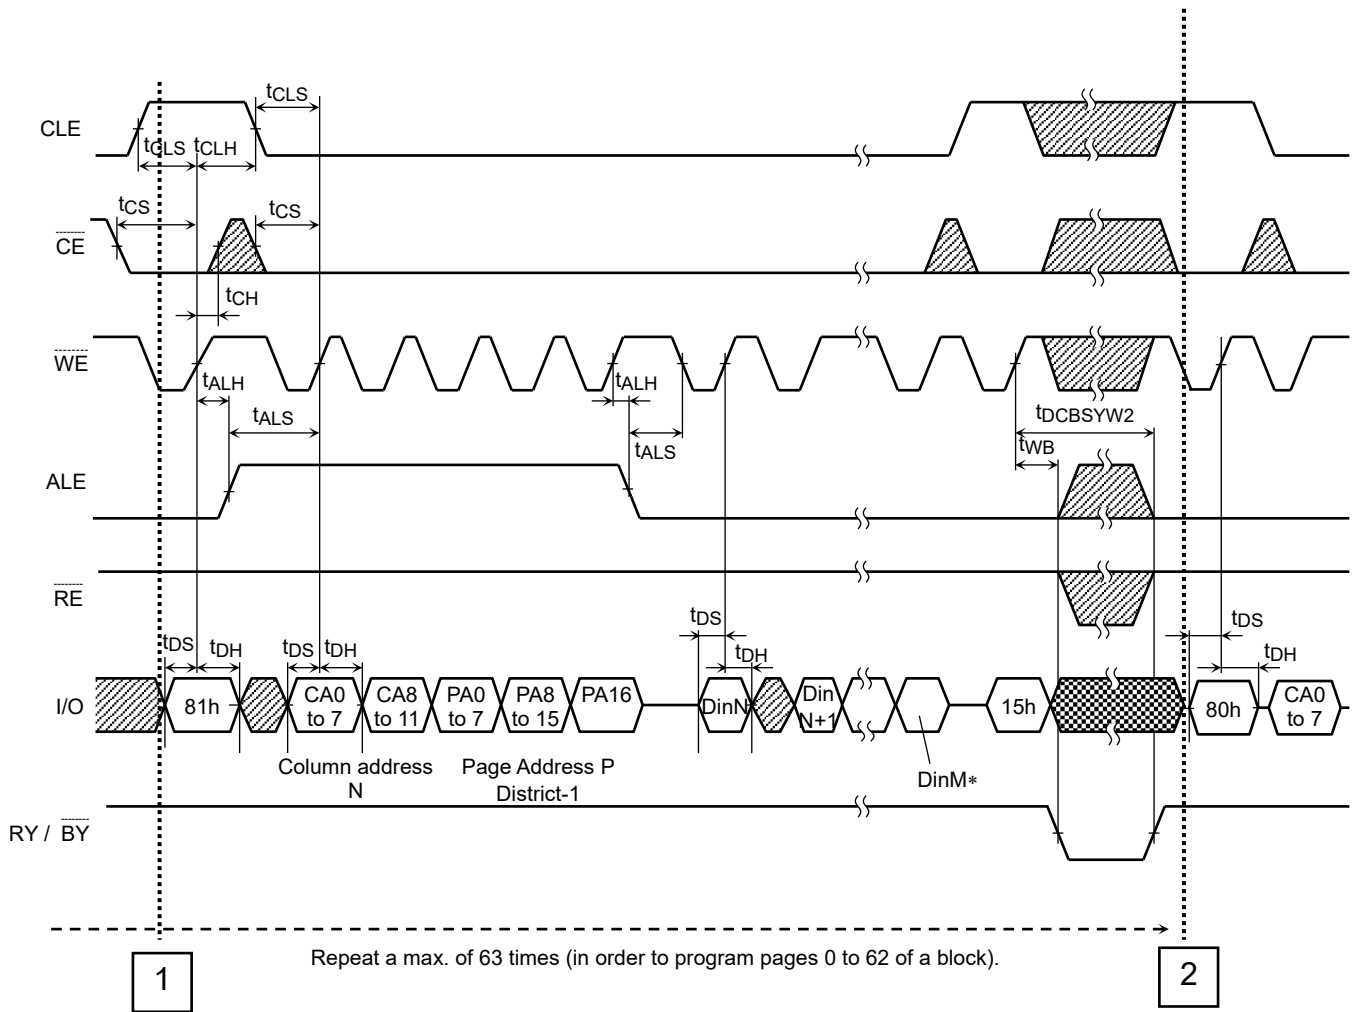 tCLS
CLE
tCLS tCLH
tCS tCS
CE
tCH
WE
tALH tALH
tALS tDCBSYW2
tALS tWB
ALE
RE
tDS tDS
tDS tDH tDS tDH tDH tDH
I/O 81h CA0 to 7 CA8 to 11 PA0 to 7 PA8 to 15 PA16 DinN Din N+1 15h 80h CA0 to 7
Column address N
Page Address P District-1
DinM*
RY / BY
Repeat a max. of 63 times (in order to program pages 0 to 62 of a block).
1 2